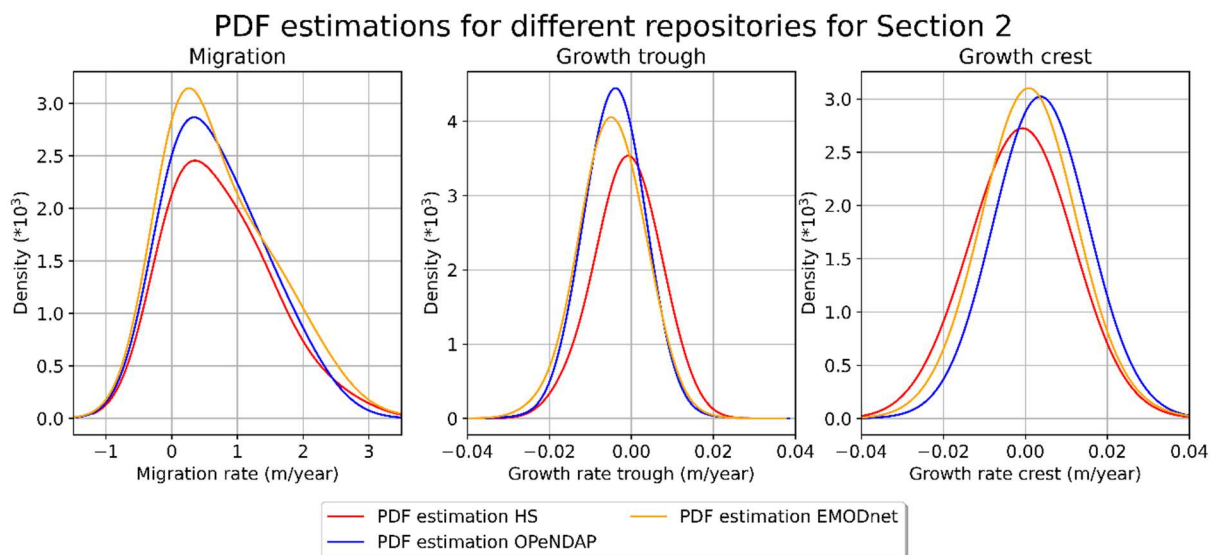 PDF estimations for different repositories for Section 2
Migration
Growth trough
Growth crest
Density (*10³)
3.0
2.5
2.0
1.5
1.0
0.5
0.0
−1
0
1
2
3
Migration rate (m/year)
Density (*10³)
4
3
2
1
0
−0.04
−0.02
0.00
0.02
0.04
Growth rate trough (m/year)
Density (*10³)
3.0
2.5
2.0
1.5
1.0
0.5
0.0
−0.04
−0.02
0.00
0.02
0.04
Growth rate crest (m/year)
PDF estimation HS
PDF estimation OPeNDAP
PDF estimation EMODnet